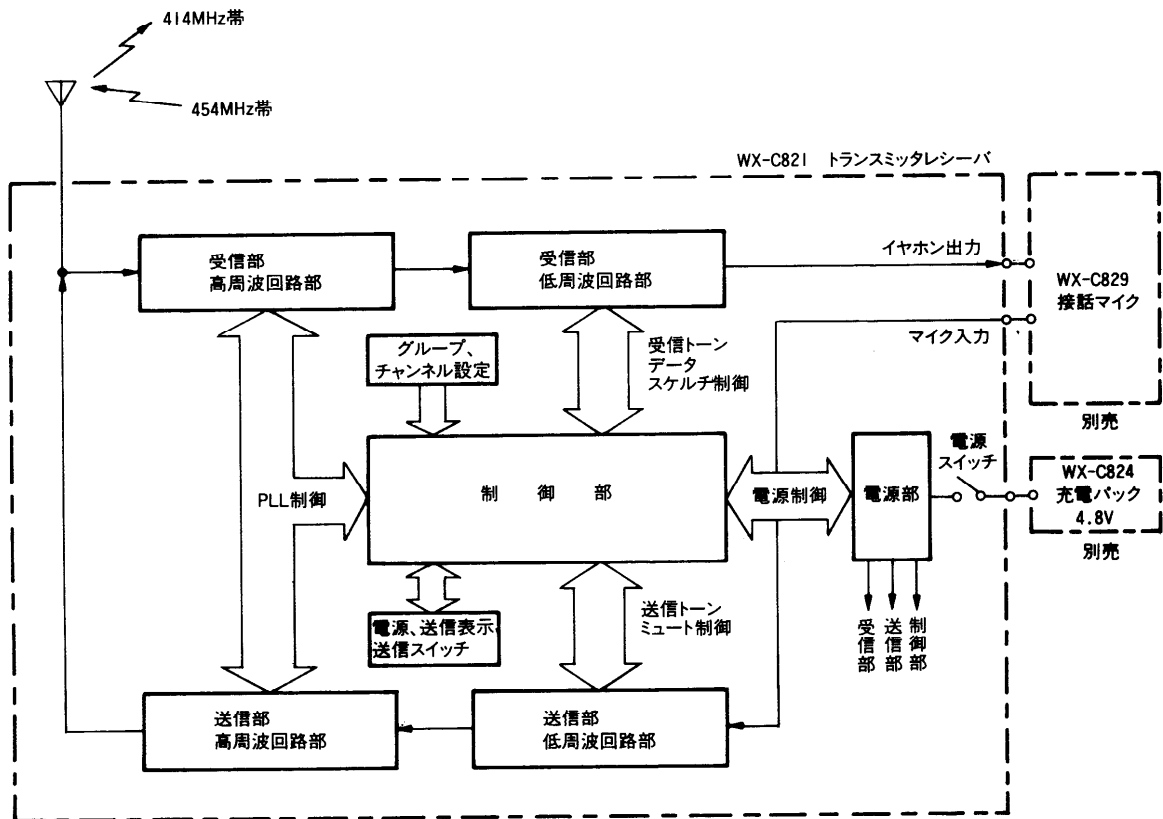 414MHz帯
454MHz帯
WX-C821 トランスミッタレシーバ
受信部
高周波回路部
受信部
低周波回路部
イヤホン出力
WX-C829
接話マイク
マイク入力
別売
グループ、
チャンネル設定
受信トーン
データ
スケルチ制御
PLL制御
制御部
電源制御
電源部
電源
スイッチ
WX-C824
充電パック
4.8V
別売
電源、送信表示、
送信スイッチ
送信トーン
ミュート制御
受信部
送信部
制御部
送信部
高周波回路部
送信部
低周波回路部